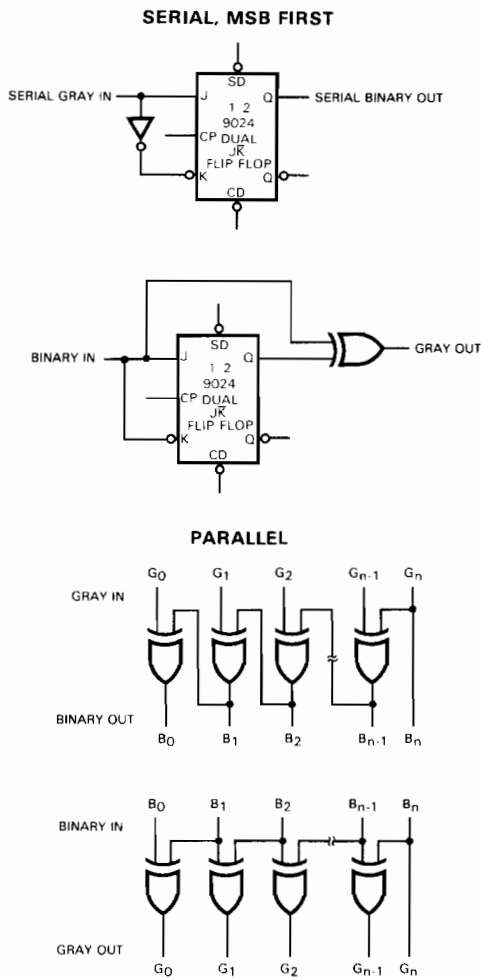 SERIAL, MSB FIRST
SD
SERIAL GRAY IN J Q SERIAL BINARY OUT
1 2
9024
CP DUAL
JK̅
FLIP FLOP
K Q
CD
SD
BINARY IN J Q GRAY OUT
1 2
9024
CP DUAL
JK̅
FLIP FLOP
K Q
CD
PARALLEL
G0 G1 G2 Gn-1 Gn
GRAY IN
BINARY OUT
B0 B1 B2 Bn-1 Bn
B0 B1 B2 Bn-1 Bn
BINARY IN
GRAY OUT
G0 G1 G2 Gn-1 Gn